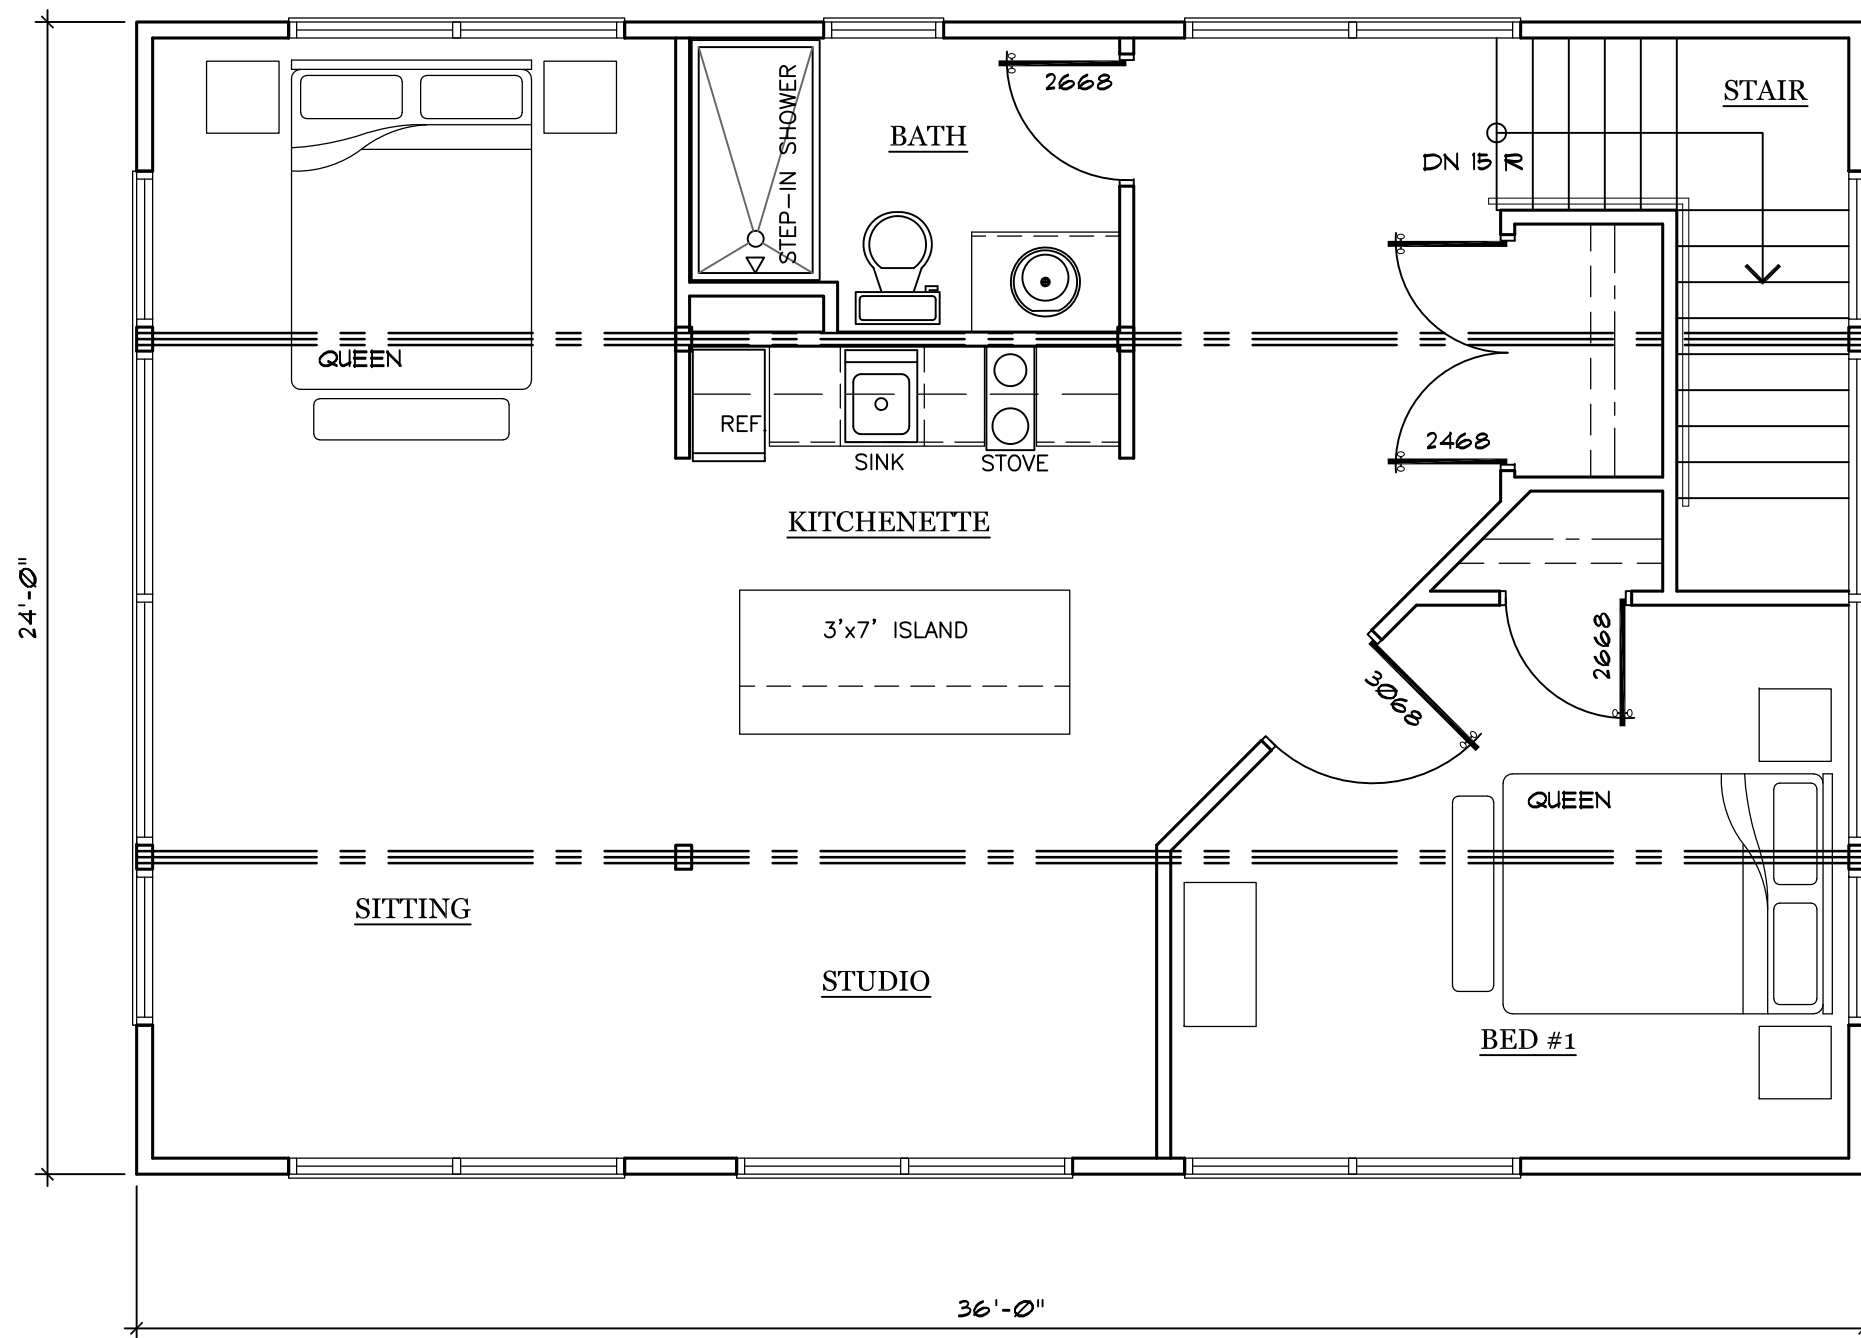 2668
STAIR
STEP-IN SHOWER
BATH
DN 15 R
QUEEN
REF.
2468
SINK
STOVE
KITCHENETTE
24'-0"
3'x7' ISLAND
2668
3068
QUEEN
SITTING
STUDIO
BED #1
36'-0"